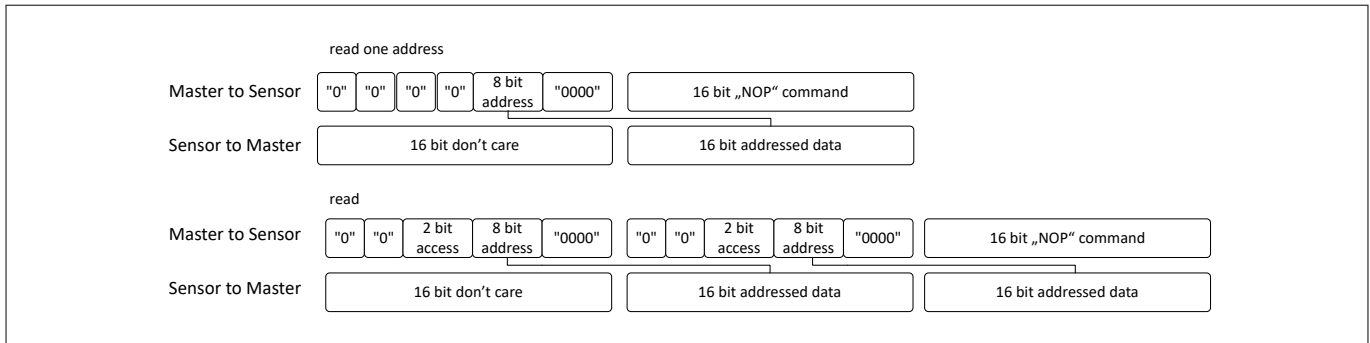 read one address
Master to Sensor "0" "0" "0" "0" 8 bit address "0000" 16 bit „NOP“ command
Sensor to Master 16 bit don't care 16 bit addressed data
read
Master to Sensor "0" "0" 2 bit access 8 bit address "0000" "0" "0" 2 bit access 8 bit address "0000" 16 bit „NOP“ command
Sensor to Master 16 bit don't care 16 bit addressed data 16 bit addressed data